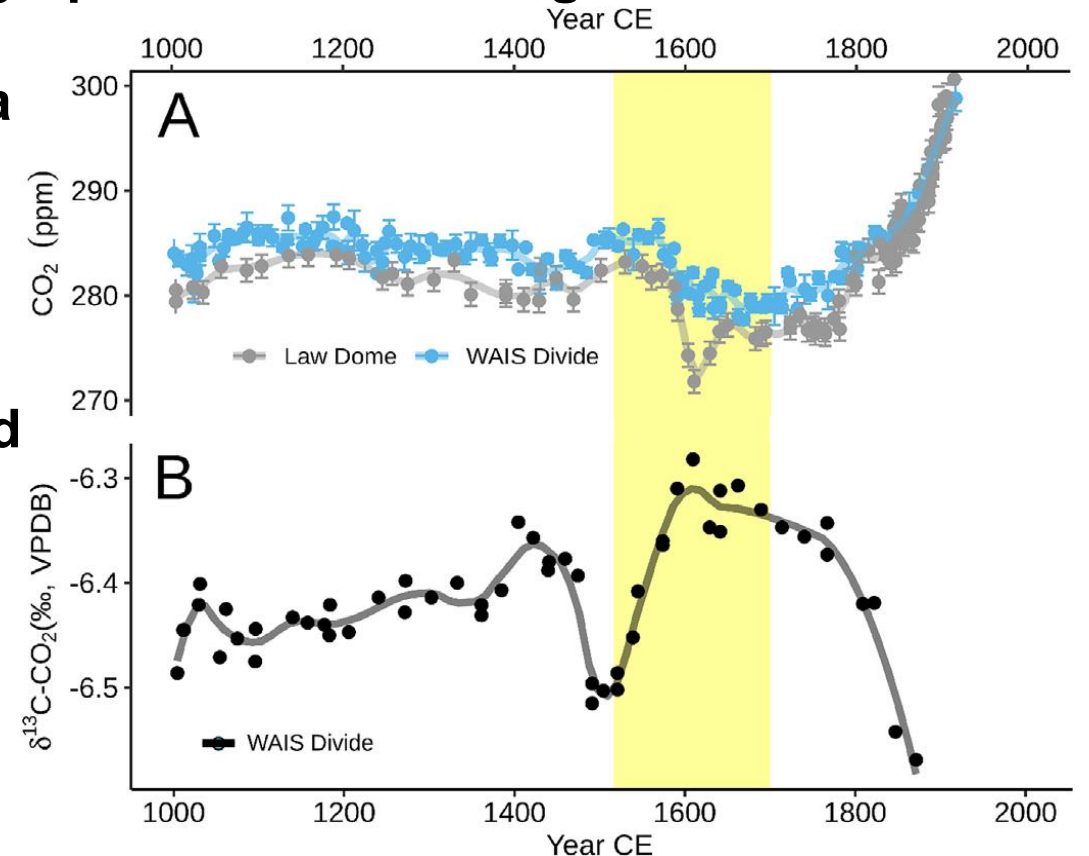 Year CE
1000 1200 1400 1600 1800 2000
a
A
300
290
280
270
CO₂ (ppm)
Law Dome WAIS Divide
d
B
-6.3
-6.4
-6.5
δ¹³C-CO₂(‰, VPDB)
WAIS Divide
1000 1200 1400 1600 1800 2000
Year CE